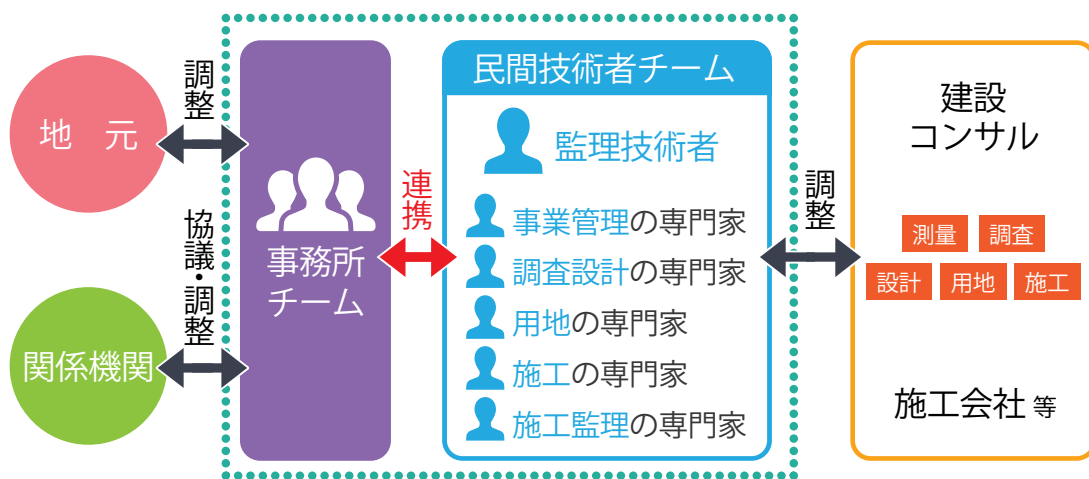 地　元
調整
関係機関
協議・調整
事務所
チーム
連携
民間技術者チーム
監理技術者
事業管理の専門家
調査設計の専門家
用地の専門家
施工の専門家
施工監理の専門家
調整
建設
コンサル
測量 調査
設計 用地 施工
施工会社 等